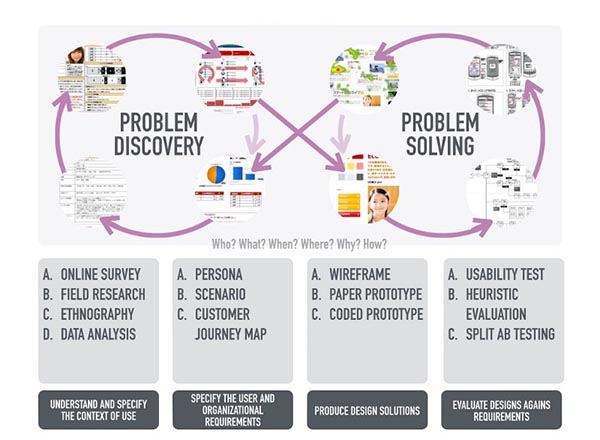 PROBLEM
DISCOVERY
PROBLEM
SOLVING
Who? What? When? Where? Why? How?
A. ONLINE SURVEY
B. FIELD RESEARCH
C. ETHNOGRAPHY
D. DATA ANALYSIS
A. PERSONA
B. SCENARIO
C. CUSTOMER
JOURNEY MAP
A. WIREFRAME
B. PAPER PROTOTYPE
C. CODED PROTOTYPE
A. USABILITY TEST
B. HEURISTIC
EVALUATION
C. SPLIT AB TESTING
UNDERSTAND AND SPECIFY
THE CONTEXT OF USE
SPECIFY THE USER AND
ORGANIZATIONAL
REQUIREMENTS
PRODUCE DESIGN SOLUTIONS
EVALUATE DESIGNS AGAINS
REQUIREMENTS